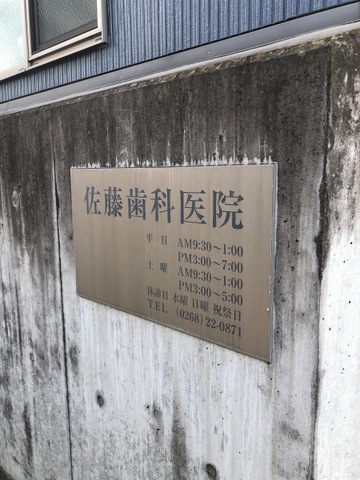 佐藤歯科医院
平日 AM9:30～1:00
PM3:00～7:00
土曜 AM9:30～1:00
PM3:00～5:00
休診日 水曜 日曜 祝祭日
TEL (0268) 22-0871